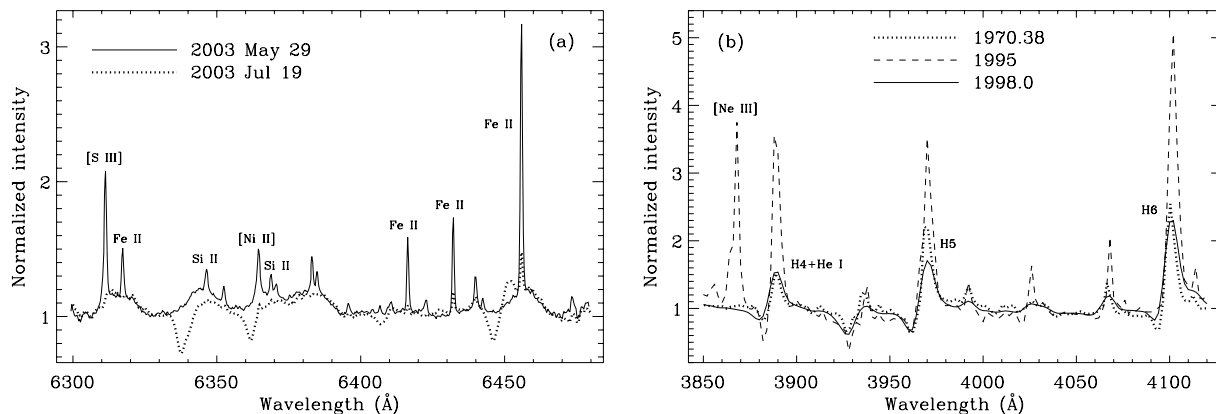 (a)
2003 May 29
2003 Jul 19
Normalized intensity
3
2
1
[S III]
Fe II
Si II
[Ni II]
Si II
Fe II
Fe II
Fe II
6300 6350 6400 6450
Wavelength (Å)
(b)
1970.38
1995
1998.0
Normalized intensity
5
4
3
2
1
[Ne III]
H4+He I
H5
H6
3850 3900 3950 4000 4050 4100
Wavelength (Å)